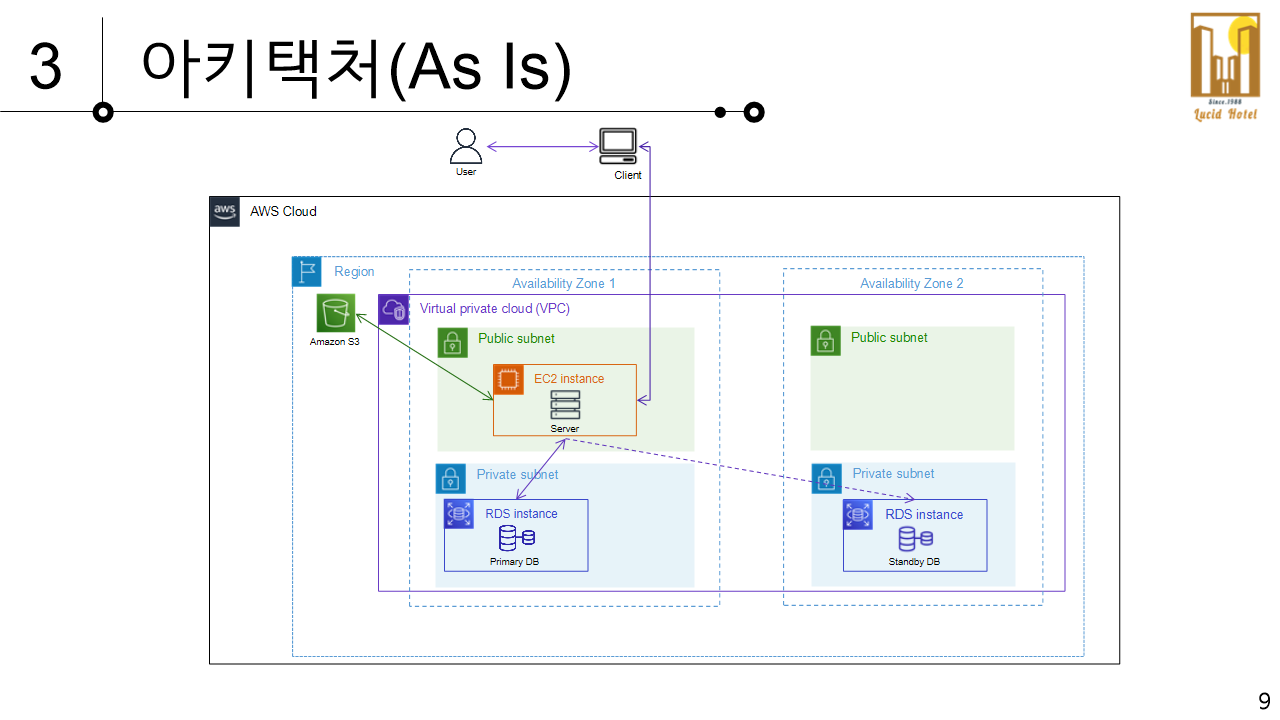 3
아키택처(As Is)
Since.1988
Lucid Hotel
User
Client
aws
AWS Cloud
Region
Availability Zone 1
Availability Zone 2
Amazon S3
Virtual private cloud (VPC)
Public subnet
Public subnet
EC2 instance
Server
Private subnet
Private subnet
RDS instance
RDS instance
Primary DB
Standby DB
9